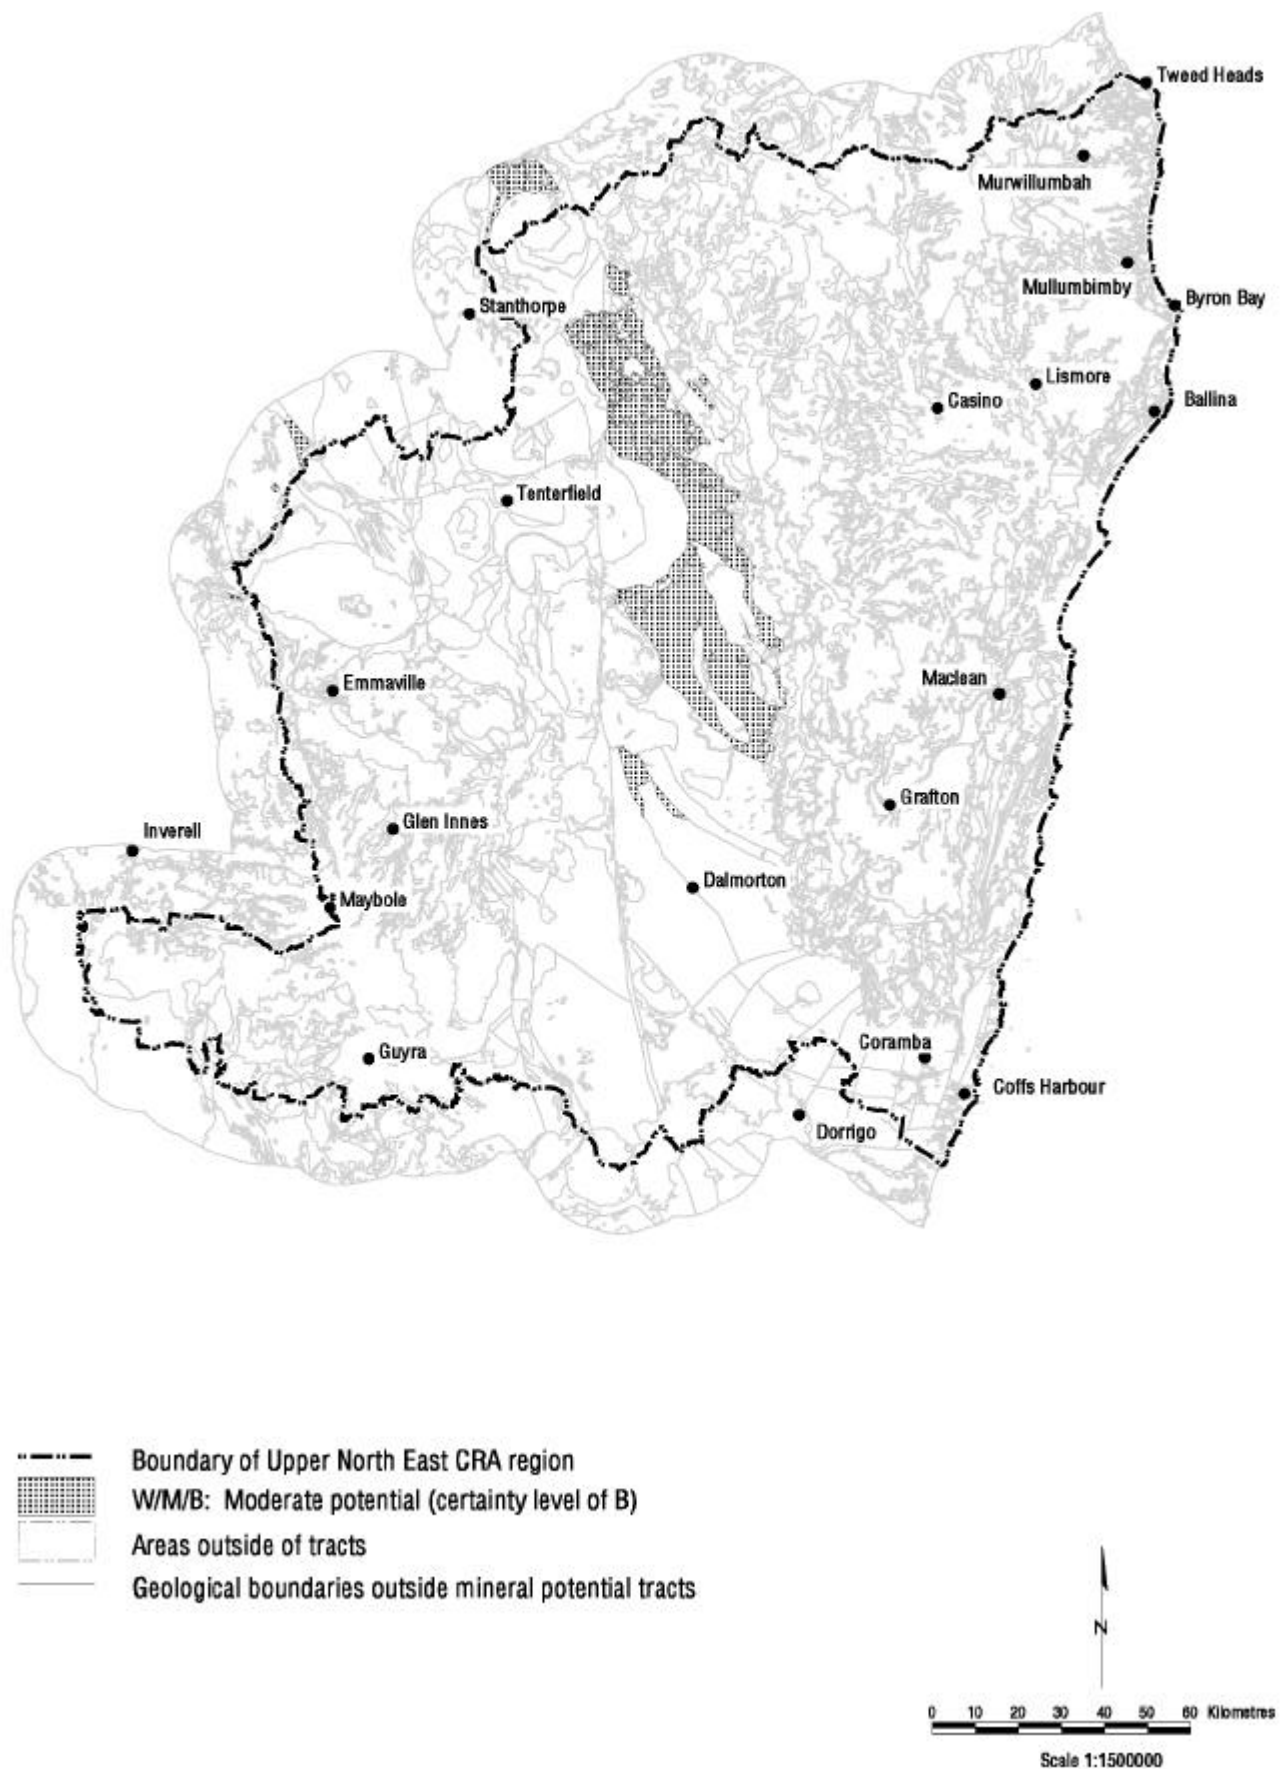 Tweed Heads
Murwillumbah
Mullumbimby
Byron Bay
Stanthorpe
Lismore
Casino
Ballina
Tenterfield
Emmaville
Maclean
Grafton
Glen Innes
Inverell
Dalmorton
Maybole
Coramba
Guyra
Coffs Harbour
Dorrigo
Boundary of Upper North East CRA region
W/M/B: Moderate potential (certainty level of B)
Areas outside of tracts
Geological boundaries outside mineral potential tracts
N
0 10 20 30 40 50 60 Kilometres
Scale 1:1500000